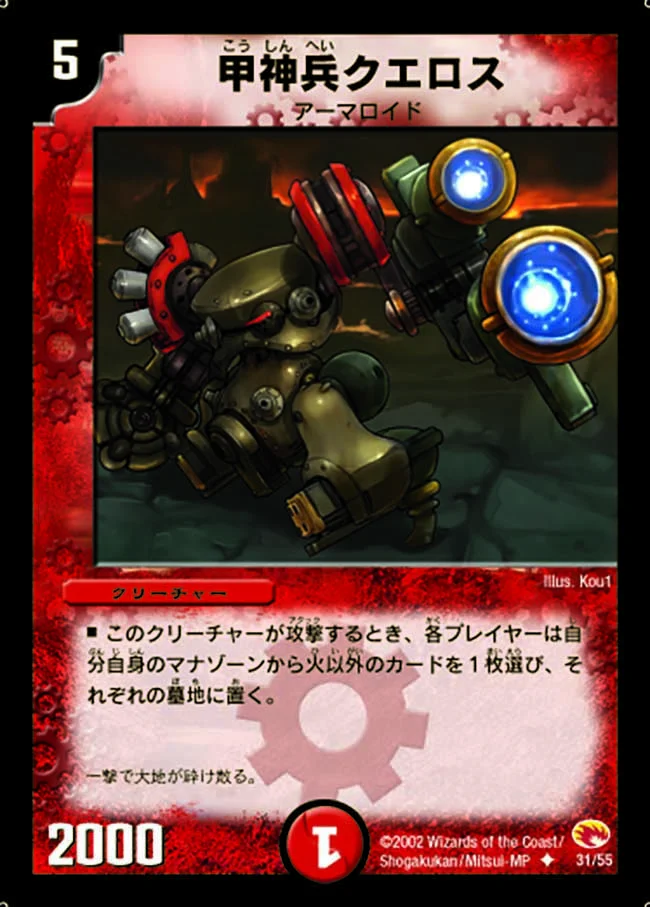 5
こう しん へい
甲神兵クエロス
アーマロイド
Illus. Kou1
クリーチャー
■ このクリーチャーが攻撃するとき、各プレイヤーは自
分自身のマナゾーンから火以外のカードを1枚選び、そ
れぞれの墓地に置く。
一撃で大地が砕け散る。
2000
1
©2002 Wizards of the Coast/
Shogakukan/Mitsui-MP
31/55